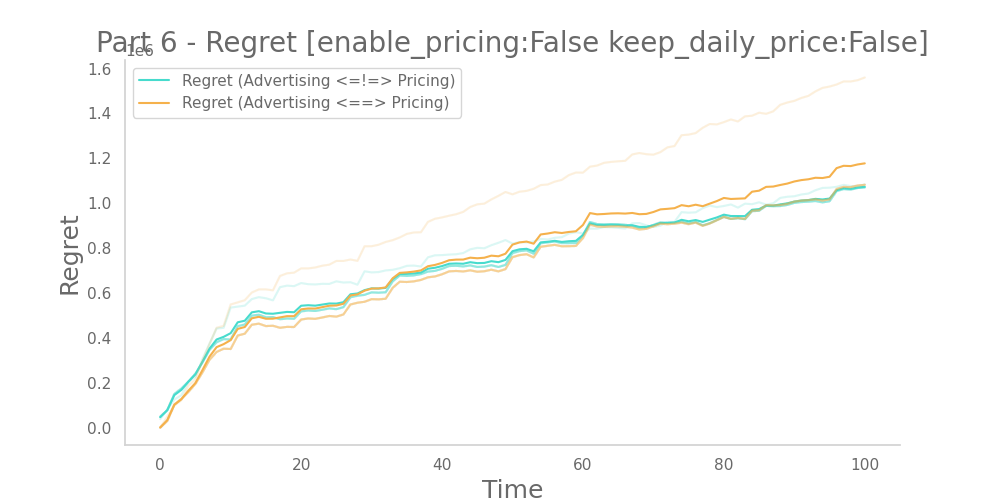 Part 6 - Regret [enable_pricing:False keep_daily_price:False]
1e6
1.6
1.4
1.2
1.0
0.8
0.6
0.4
0.2
0.0
Regret (Advertising <=!=> Pricing)
Regret (Advertising <==> Pricing)
Regret
0 20 40 60 80 100
Time